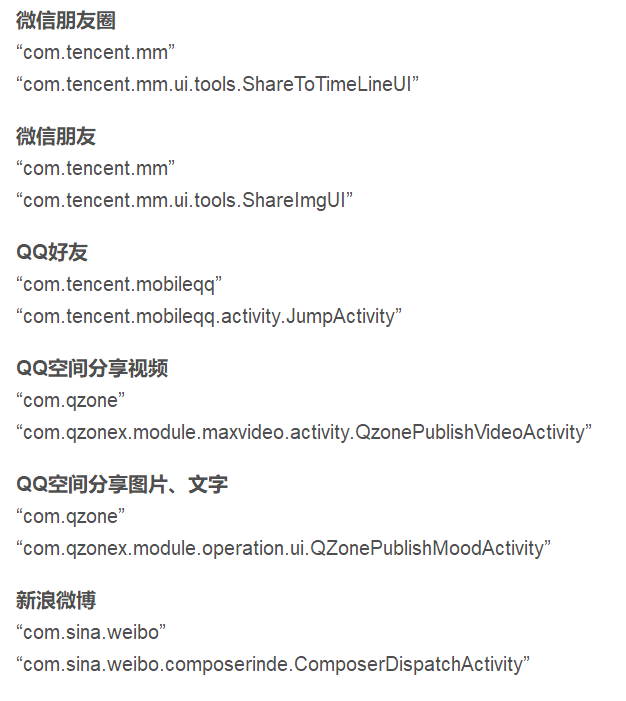 微信朋友圈
“com.tencent.mm”
“com.tencent.mm.ui.tools.ShareToTimeLineUI”
微信朋友
“com.tencent.mm”
“com.tencent.mm.ui.tools.ShareImgUI”
QQ好友
“com.tencent.mobileqq”
“com.tencent.mobileqq.activity.JumpActivity”
QQ空间分享视频
“com.qzone”
“com.qzonex.module.maxvideo.activity.QzonePublishVideoActivity”
QQ空间分享图片、文字
“com.qzone”
“com.qzonex.module.operation.ui.QZonePublishMoodActivity”
新浪微博
“com.sina.weibo”
“com.sina.weibo.composerinde.ComposerDispatchActivity”